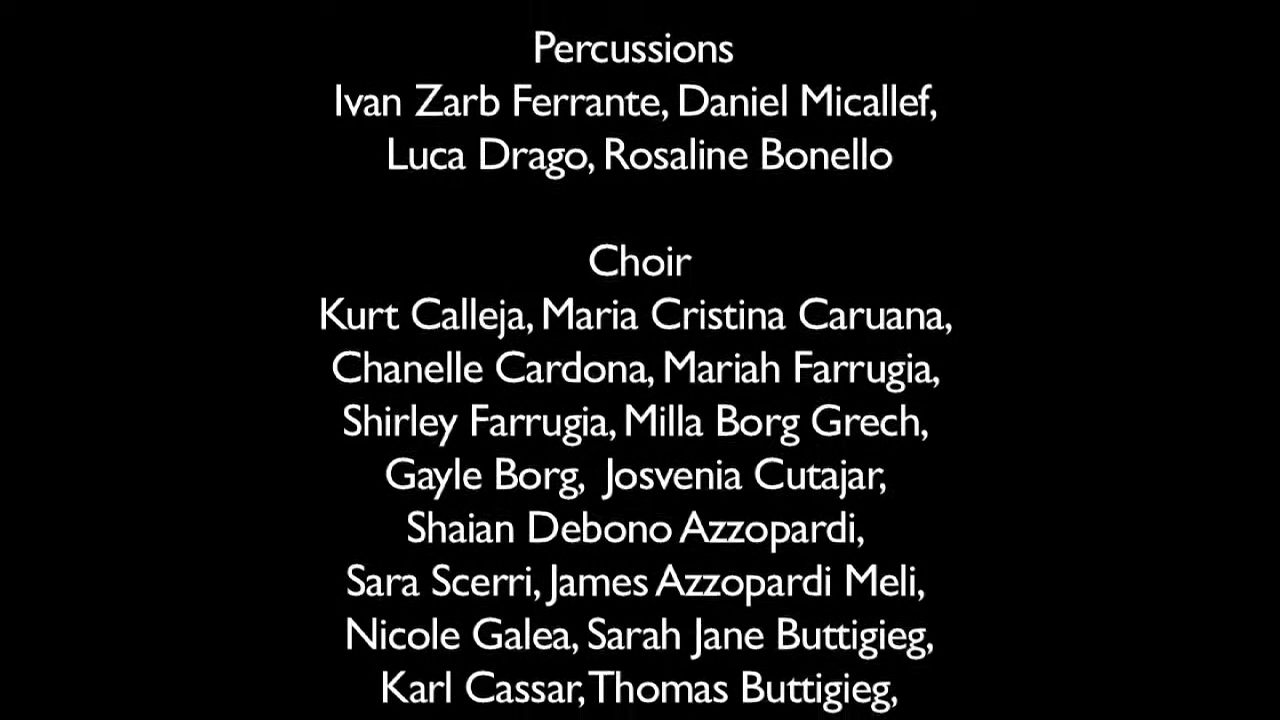 Percussions
Ivan Zarb Ferrante, Daniel Micallef,
Luca Drago, Rosaline Bonello
Choir
Kurt Calleja, Maria Cristina Caruana,
Chanelle Cardona, Mariah Farrugia,
Shirley Farrugia, Milla Borg Grech,
Gayle Borg, Josvenia Cutajar,
Shaian Debono Azzopardi,
Sara Scerri, James Azzopardi Meli,
Nicole Galea, Sarah Jane Buttigieg,
Karl Cassar, Thomas Buttigieg,